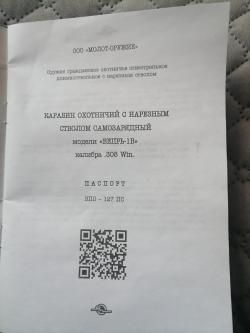 ООО «МОЛОТ-ОРУЖИЕ»
Оружие гражданское охотничье огнестрельное
длинноствольное с нарезным стволом
КАРАБИН ОХОТНИЧИЙ С НАРЕЗНЫМ
СТВОЛОМ САМОЗАРЯДНЫЙ
модели «ВЕПРЬ-1В»
калибра .308 Win.
ПАСПОРТ
ВПО - 127 ПС